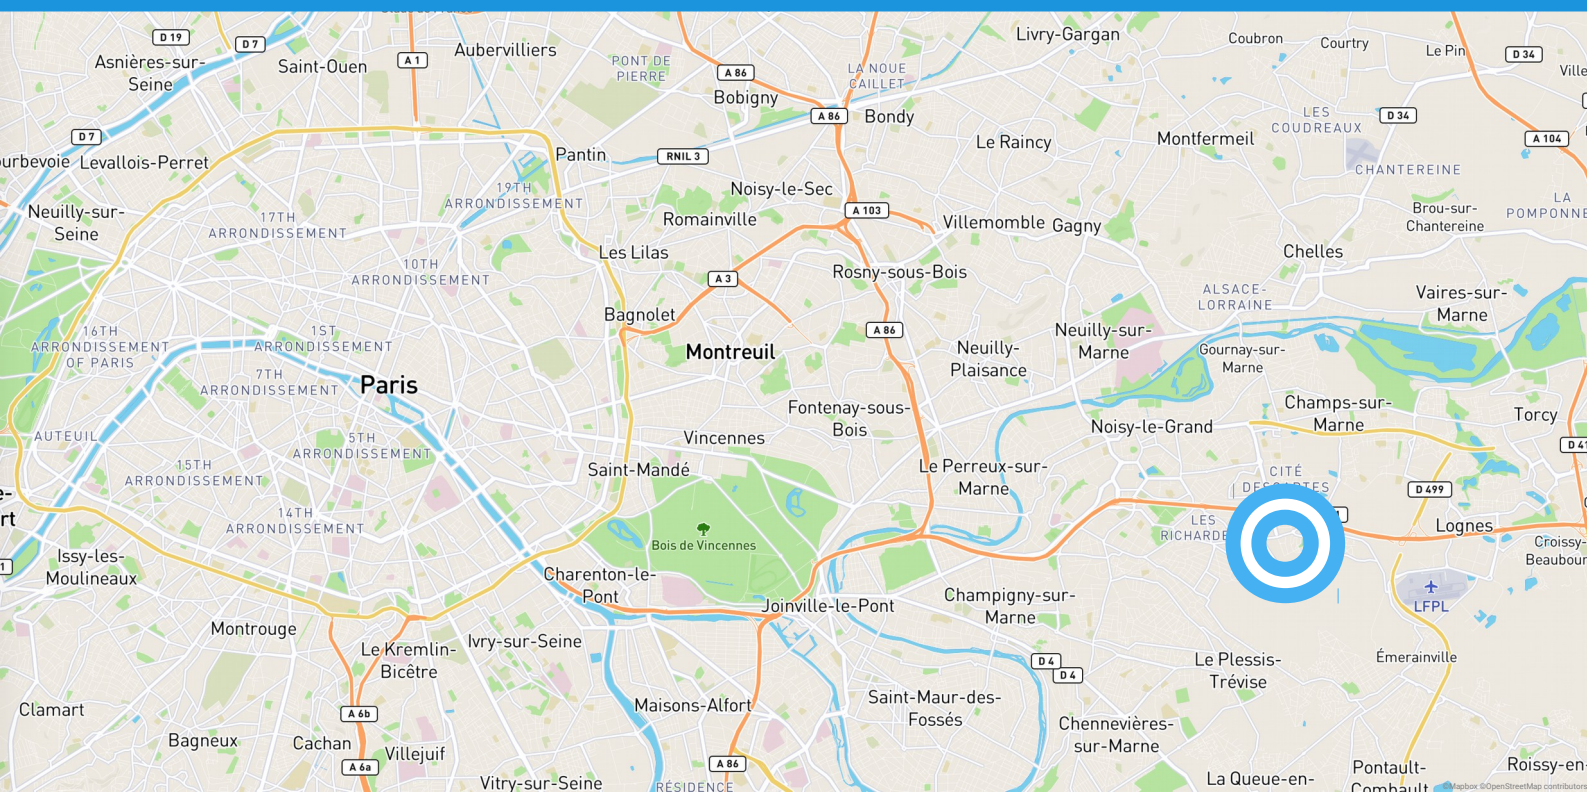 D 19
D 7
Asnières-sur-
Seine
Saint-Ouen
A 1
Aubervilliers
PONT DE
PIERRE
A 86
Bobigny
LA NOUE
CAILLET
Livry-Gargan
Coubron
Courtry
Le Pin
D 34
Ville
D 7
A 86
Bondy
Le Raincy
Montfermeil
LES
COUDREAUX
D 34
A 104
ourbevoie
Levallois-Perret
Pantin
RNIL 3
CHANTEREINE
19TH
ARRONDISSEMENT
Noisy-le-Sec
Romainville
A 103
Villemomble
Gagny
Brou-sur-
Chantereine
LA
POMPONNE
Neuilly-sur-
Seine
17TH
ARRONDISSEMENT
Les Lilas
Chelles
10TH
ARRONDISSEMENT
A 3
Rosny-sous-Bois
ALSACE-
LORRAINE
Vaires-sur-
Marne
Bagnolet
A 86
16TH
ARRONDISSEMENT
OF PARIS
1ST
ARRONDISSEMENT
Montreuil
Neuilly-
Plaisance
Neuilly-sur-
Marne
Gournay-sur-
Marne
7TH
ARRONDISSEMENT
Paris
Fontenay-sous-
Bois
Champs-sur-
Marne
Torcy
AUTEUIL
5TH
ARRONDISSEMENT
Vincennes
Noisy-le-Grand
D 41
15TH
ARRONDISSEMENT
Saint-Mandé
Le Perreux-sur-
Marne
CITÉ
DESCARTES
D 499
e-
rt
14TH
ARRONDISSEMENT
Bois de Vincennes
LES
RICHARDE
Lognes
Croissy-
Beaubour
Issy-les-
Moulineaux
1
Charenton-le-
Pont
Joinville-le-Pont
Champigny-sur-
Marne
LFPL
Montrouge
Le Kremlin-
Bicêtre
Ivry-sur-Seine
D 4
D 4
Le Plessis-
Trévise
Émerainville
Clamart
A 6b
Maisons-Alfort
Saint-Maur-des-
Fossés
Chennevières-
sur-Marne
Bagneux
Cachan
Villejuif
A 6a
A 86
Vitry-sur-Seine
RÉSIDENCE
La Queue-en-
Pontault-
Combault
Roissy-en-
©Mapbox ©OpenStreetMap contributors